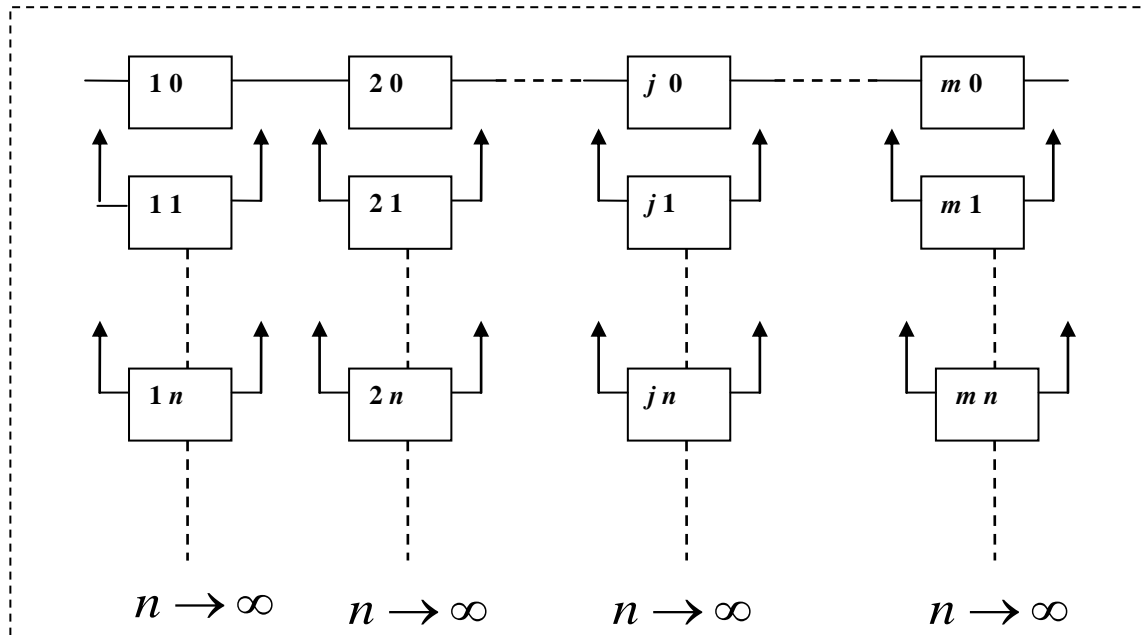 1 0 2 0 j 0 m 0
1 1 2 1 j 1 m 1
1 n 2 n j n m n
n → ∞ n → ∞ n → ∞ n → ∞